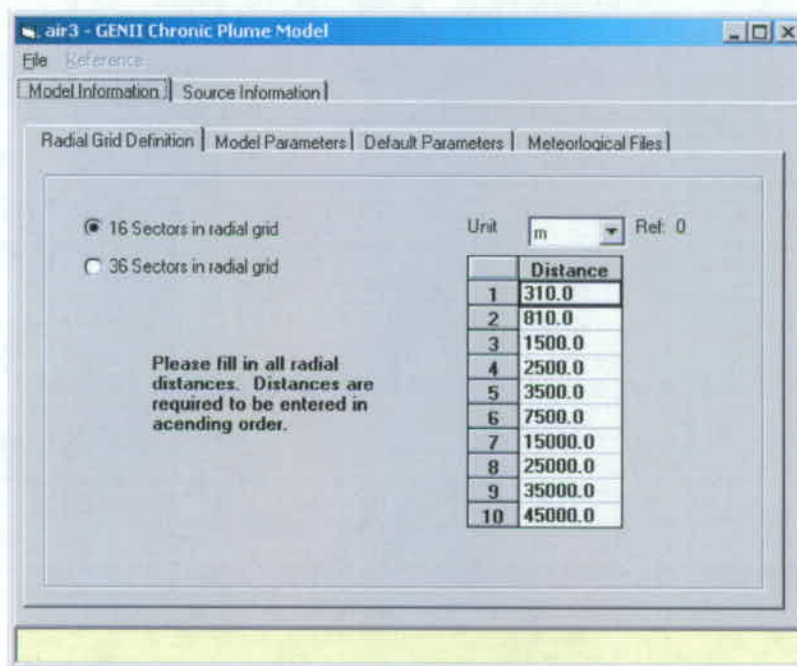 air3 - GENII Chronic Plume Model
File Reference
Model Information Source Information
Radial Grid Definition Model Parameters Default Parameters Meteorlogical Files
16 Sectors in radial grid
36 Sectors in radial grid
Please fill in all radial
distances. Distances are
required to be entered in
acending order.
Unit m Ref: 0
Distance
1 310.0
2 810.0
3 1500.0
4 2500.0
5 3500.0
6 7500.0
7 15000.0
8 25000.0
9 35000.0
10 45000.0